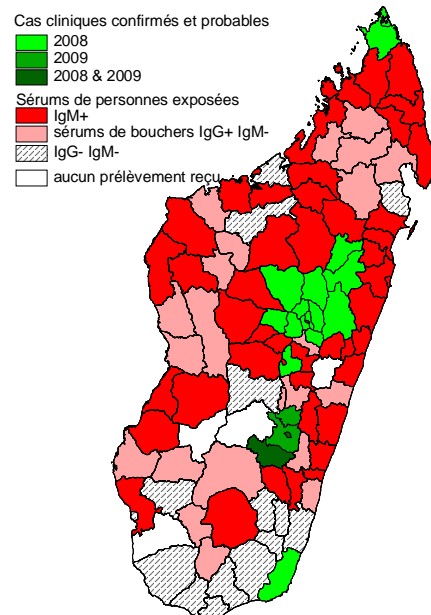 Cas cliniques confirmés et probables
2008
2009
2008 & 2009
Sérums de personnes exposées
IgM+
sérums de bouchers IgG+ IgM-
IgG- IgM-
aucun prélèvement reçu